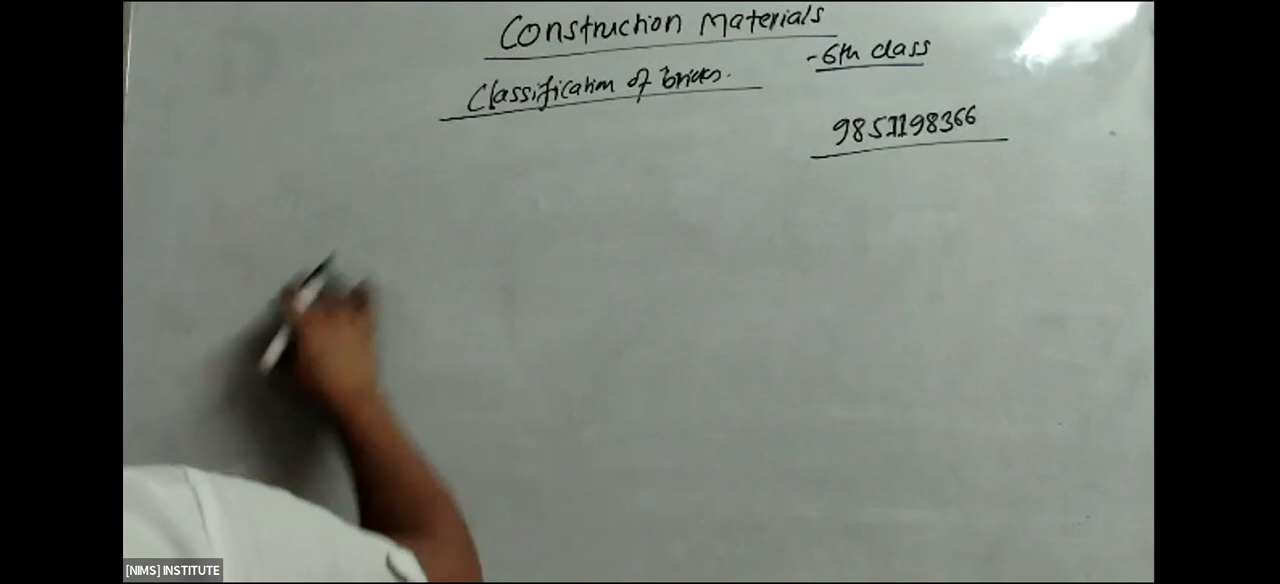 Construction Materials
- 6th class
Classification of bricks.
9851198366
[NIMS] INSTITUTE